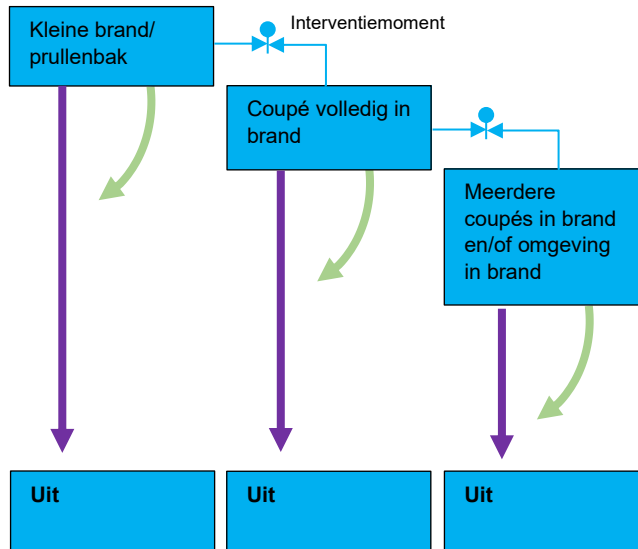 Kleine brand/
prullenbak
Interventiemoment
Coupé volledig in
brand
Meerdere
coupés in brand
en/of omgeving
in brand
Uit
Uit
Uit